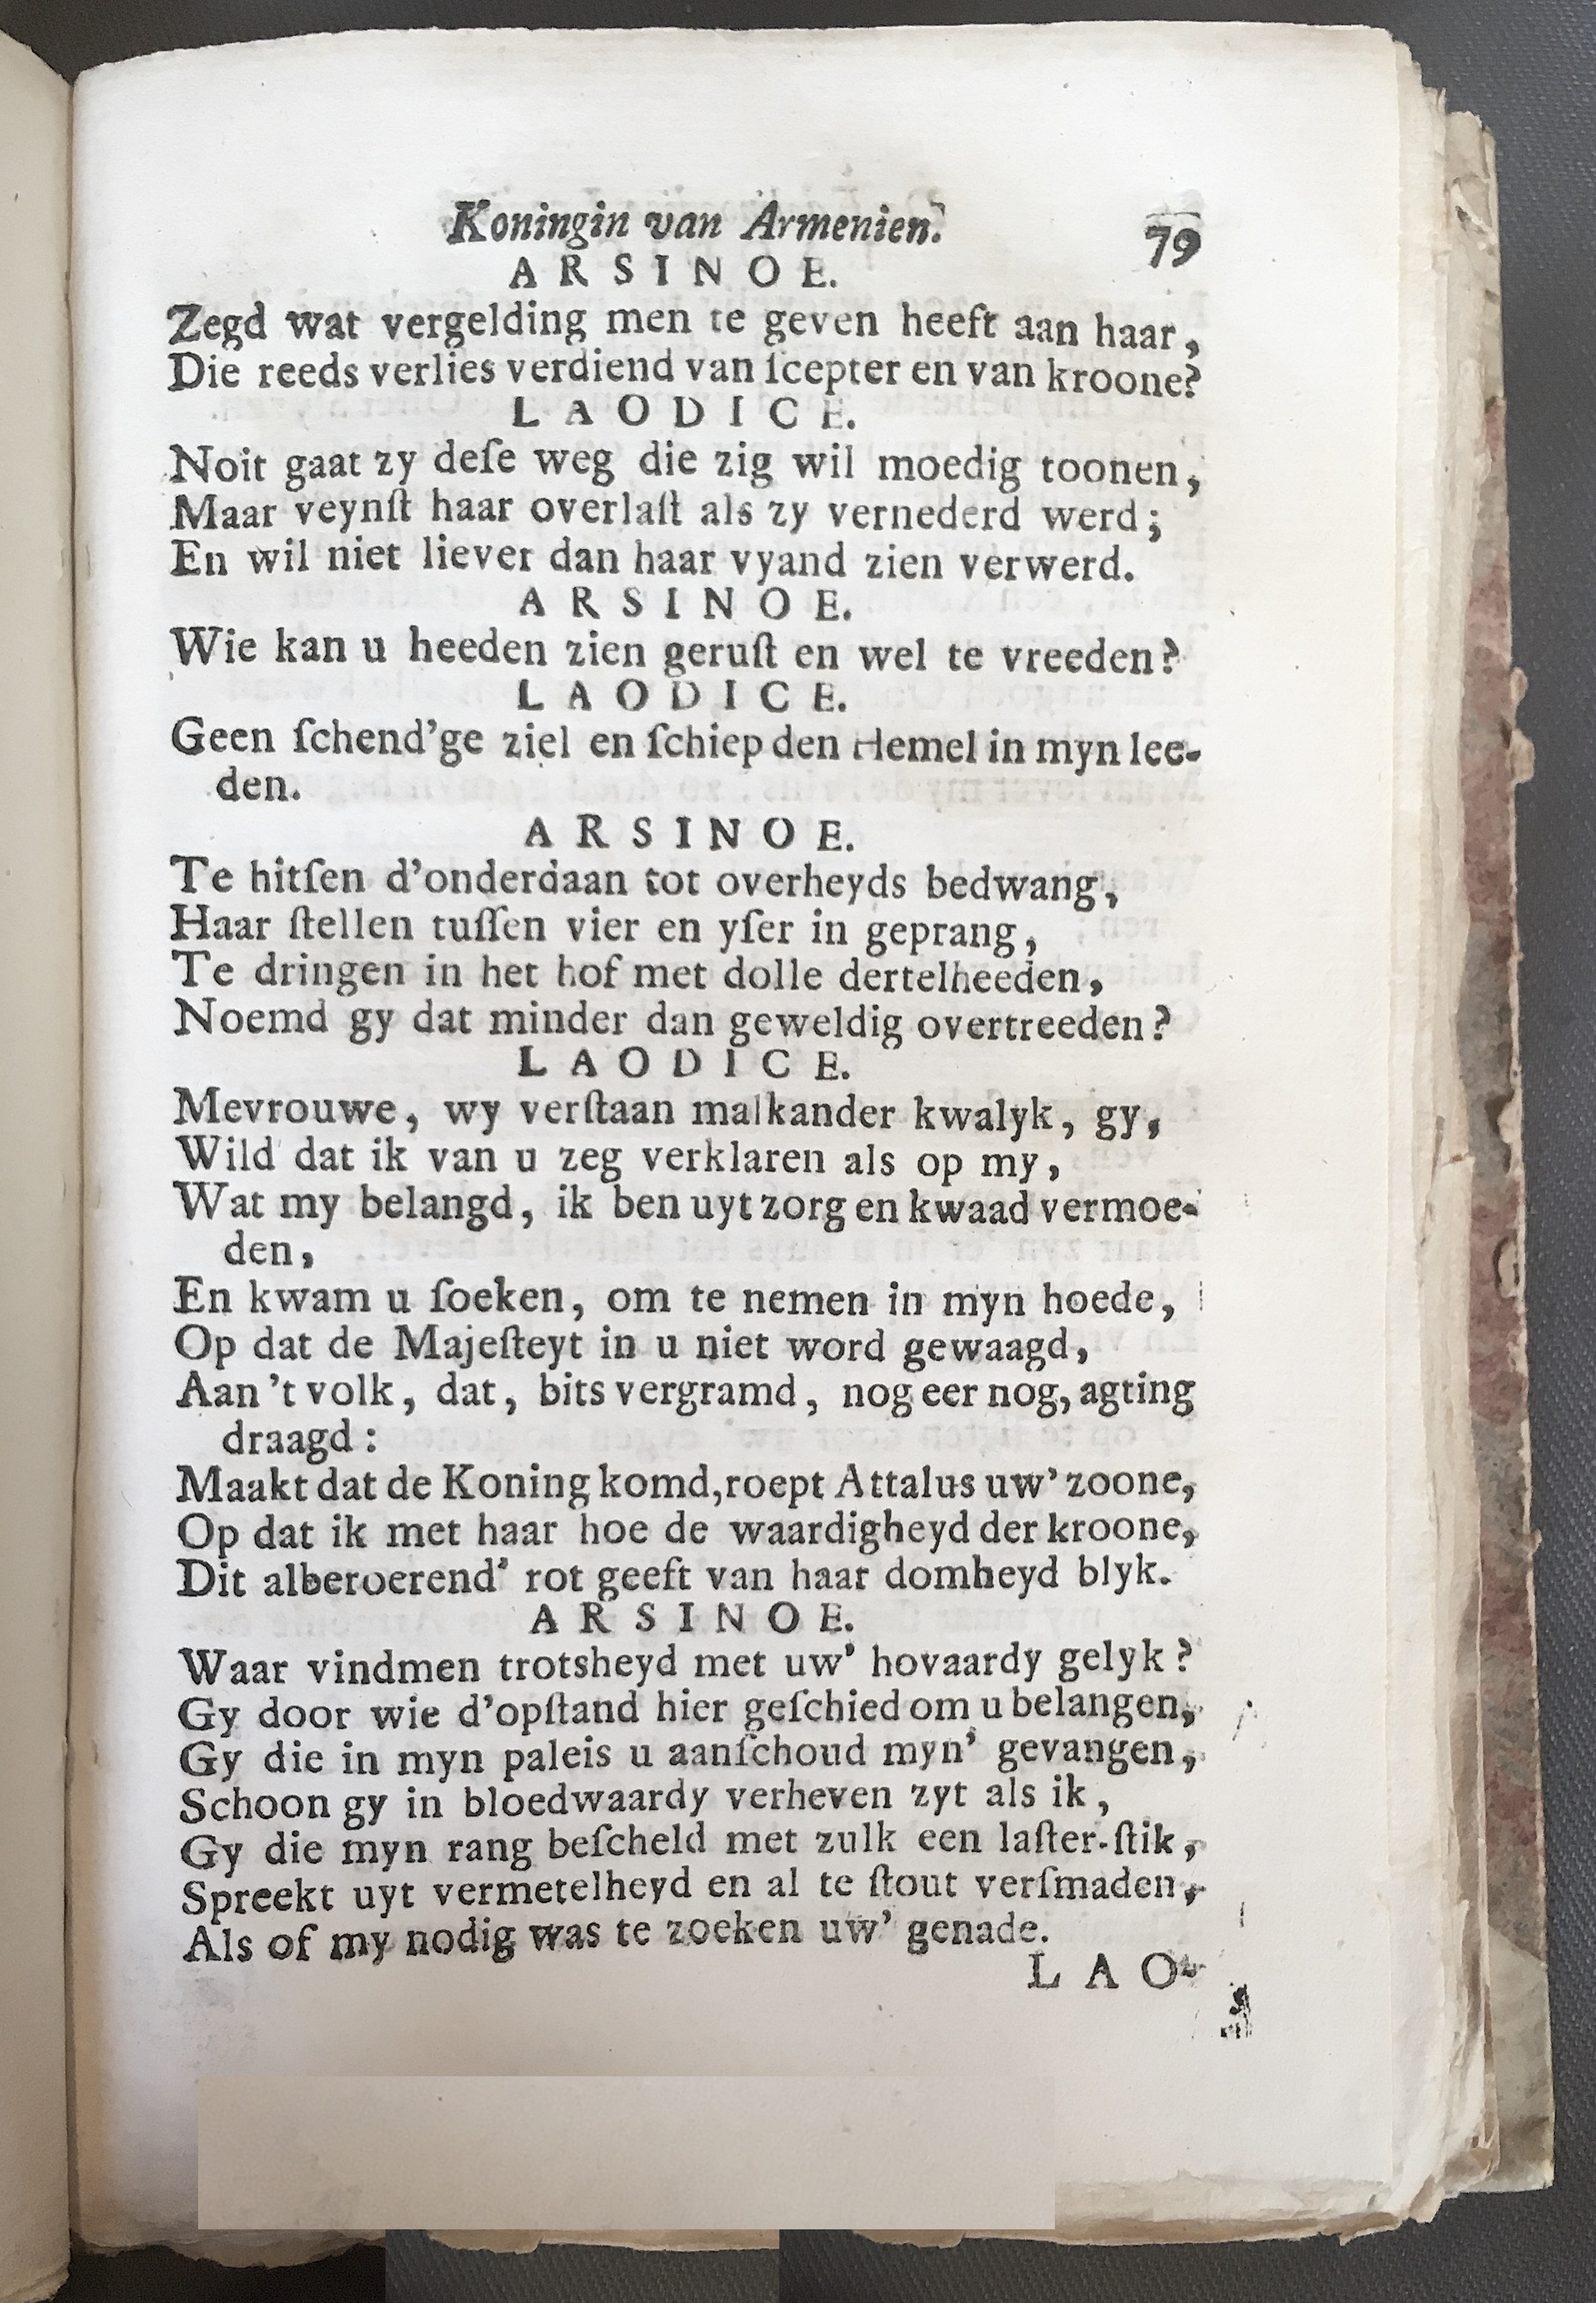 Koningin van Armenien. 79
ARSINOE.
Zegd wat vergelding men te geven heeft aan haar,
Die reeds verlies verdiend van ſcepter en van kroone?
LAODICE.
Noit gaat zy deſe weg die zig wil moedig toonen,
Maar veynſt haar overlaſt als zy vernederd werd;
En wil niet liever dan haar vyand zien verwerd.
ARSINOE.
Wie kan u heeden zien geruſt en wel te vreeden?
LAODICE.
Geen ſchend'ge ziel en ſchiep den Hemel in myn lee-
den.
ARSINOE.
Te hitſen d'onderdaan tot overheyds bedwang,
Haar ſtellen tuſſen vier en yſer in geprang,
Te dringen in het hof met dolle dertelheeden,
Noemd gy dat minder dan geweldig overtreeden?
LAODICE.
Mevrouwe, wy verſtaan malkander kwalyk, gy,
Wild dat ik van u zeg verklaren als op my,
Wat my belangd, ik ben uyt zorg en kwaad vermoe-
den,
En kwam u ſoeken, om te nemen in myn hoede,
Op dat de Majeſteyt in u niet word gewaagd,
Aan 't volk, dat, bits vergramd, nog eer nog, agting
draagd:
Maakt dat de Koning komd, roept Attalus uw' zoone,
Op dat ik met haar hoe de waardigheyd der kroone,
Dit alberoerend' rot geeft van haar domheyd blyk.
ARSINOE.
Waar vindmen trotsheyd met uw' hovaardy gelyk?
Gy door wie d'opſtand hier geſchied om u belangen,
Gy die in myn paleis u aanſchoud myn' gevangen,
Schoon gy in bloedwaardy verheven zyt als ik,
Gy die myn rang beſcheld met zulk een laſter-ſtik,
Spreekt uyt vermetelheyd en al te ſtout verſmaden,
Als of my nodig was te zoeken uw' genade.
LAO-